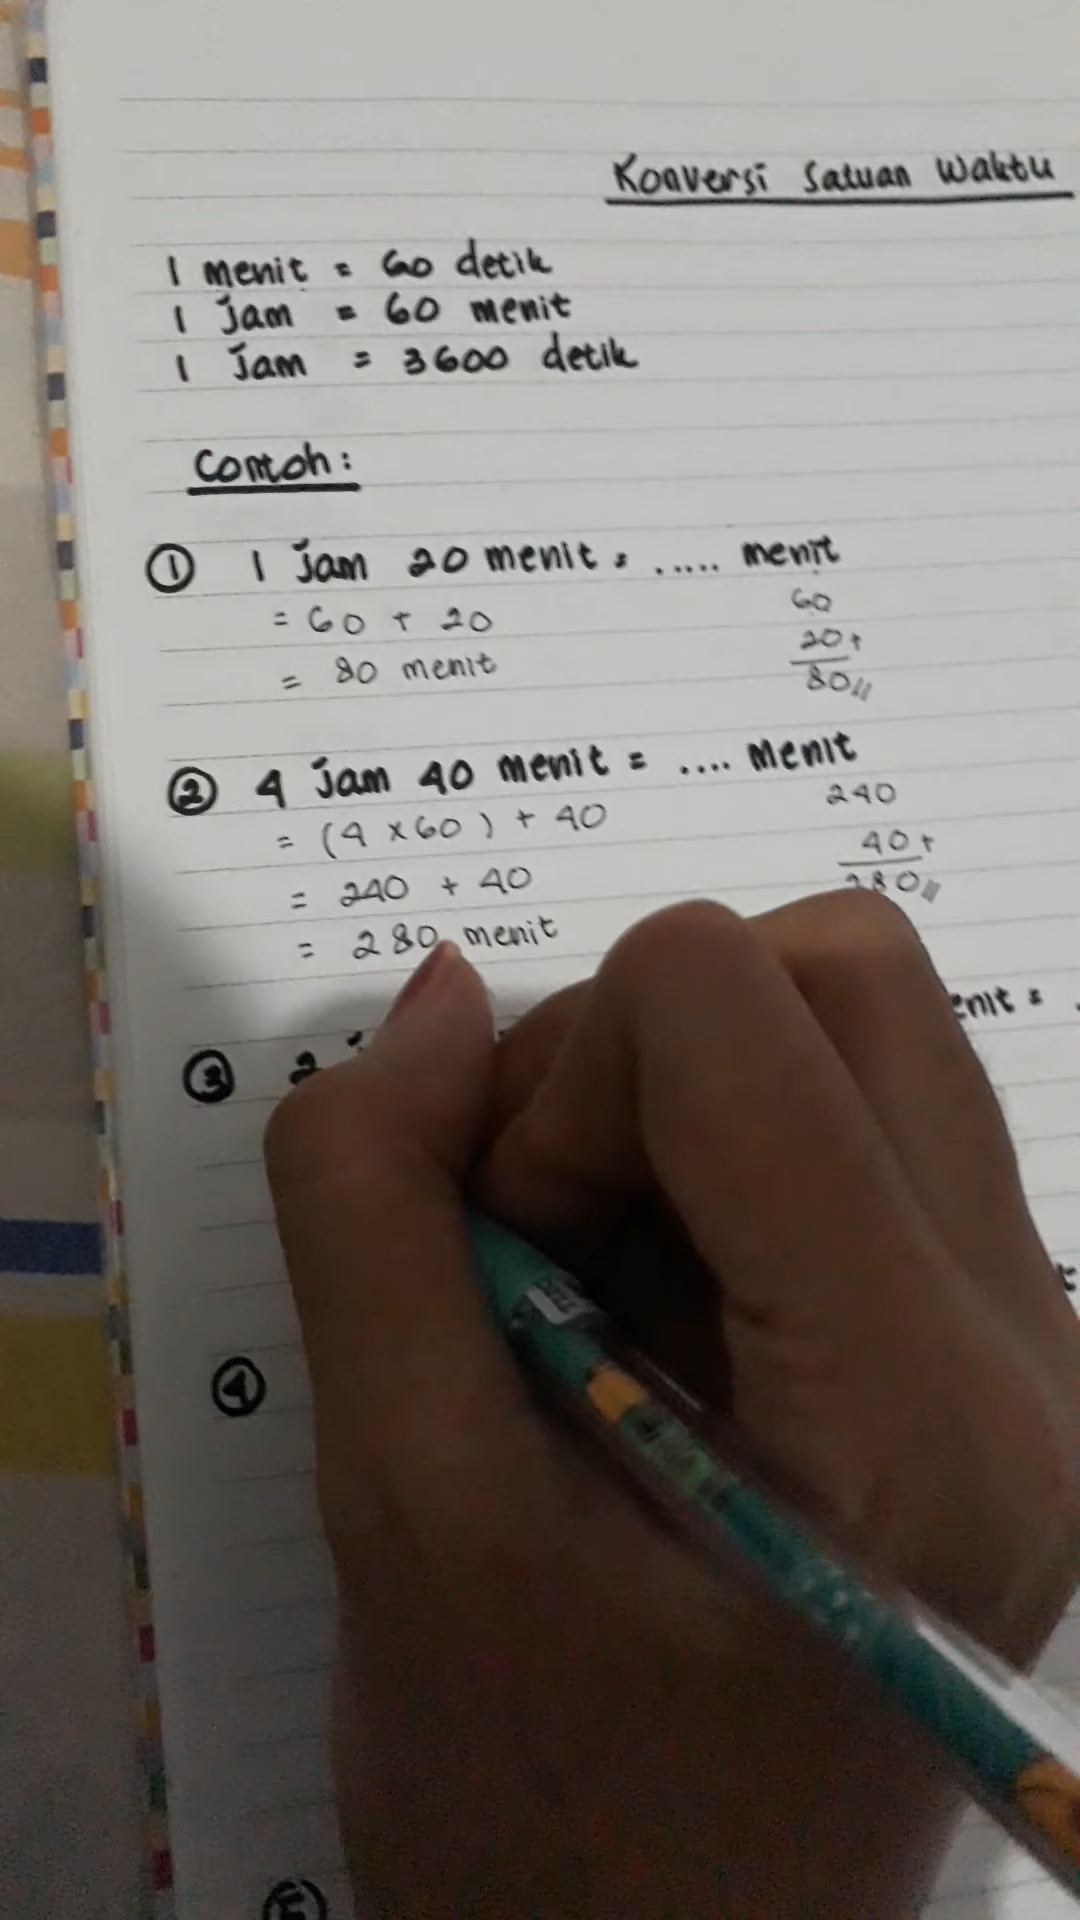 Konversi Satuan Waktu
1 menit = 60 detik
1 Jam = 60 menit
1 Jam = 3600 detik
Contoh:
① 1 Jam 20 menit = ..... menit
= 60 + 20
= 80 menit
60
20+
80//
② 4 Jam 40 menit = .... menit
= (4 x 60) + 40
= 240 + 40
= 280 menit
240
40+
280//
③ 2
④